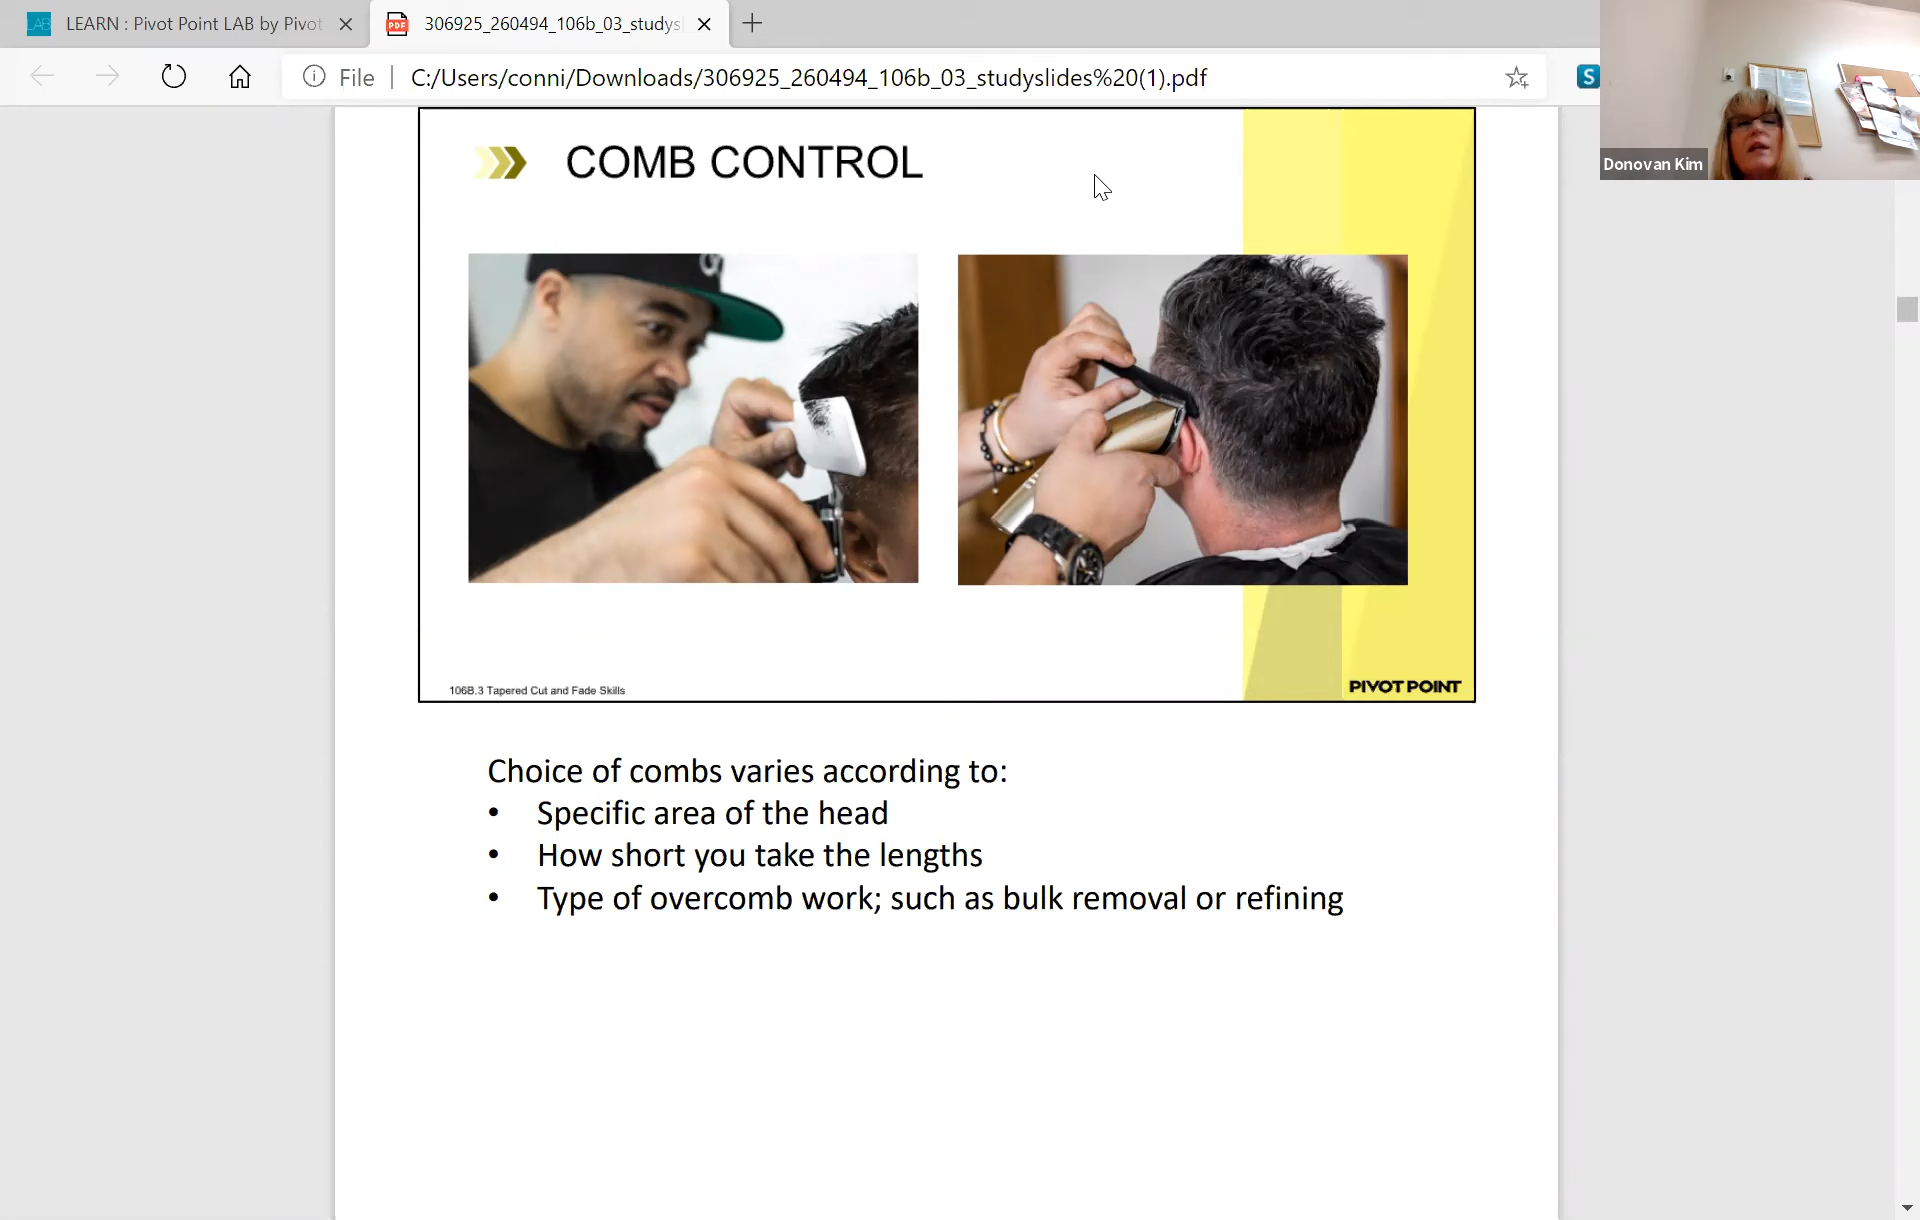 LAB LEARN : Pivot Point LAB by Pivot
PDF 306925_260494_106b_03_studys
File
C:/Users/conni/Downloads/306925_260494_106b_03_studyslides%20(1).pdf
S
Donovan Kim
COMB CONTROL
106B.3 Tapered Cut and Fade Skills
PIVOT POINT
Choice of combs varies according to:
• Specific area of the head
• How short you take the lengths
• Type of overcomb work; such as bulk removal or refining